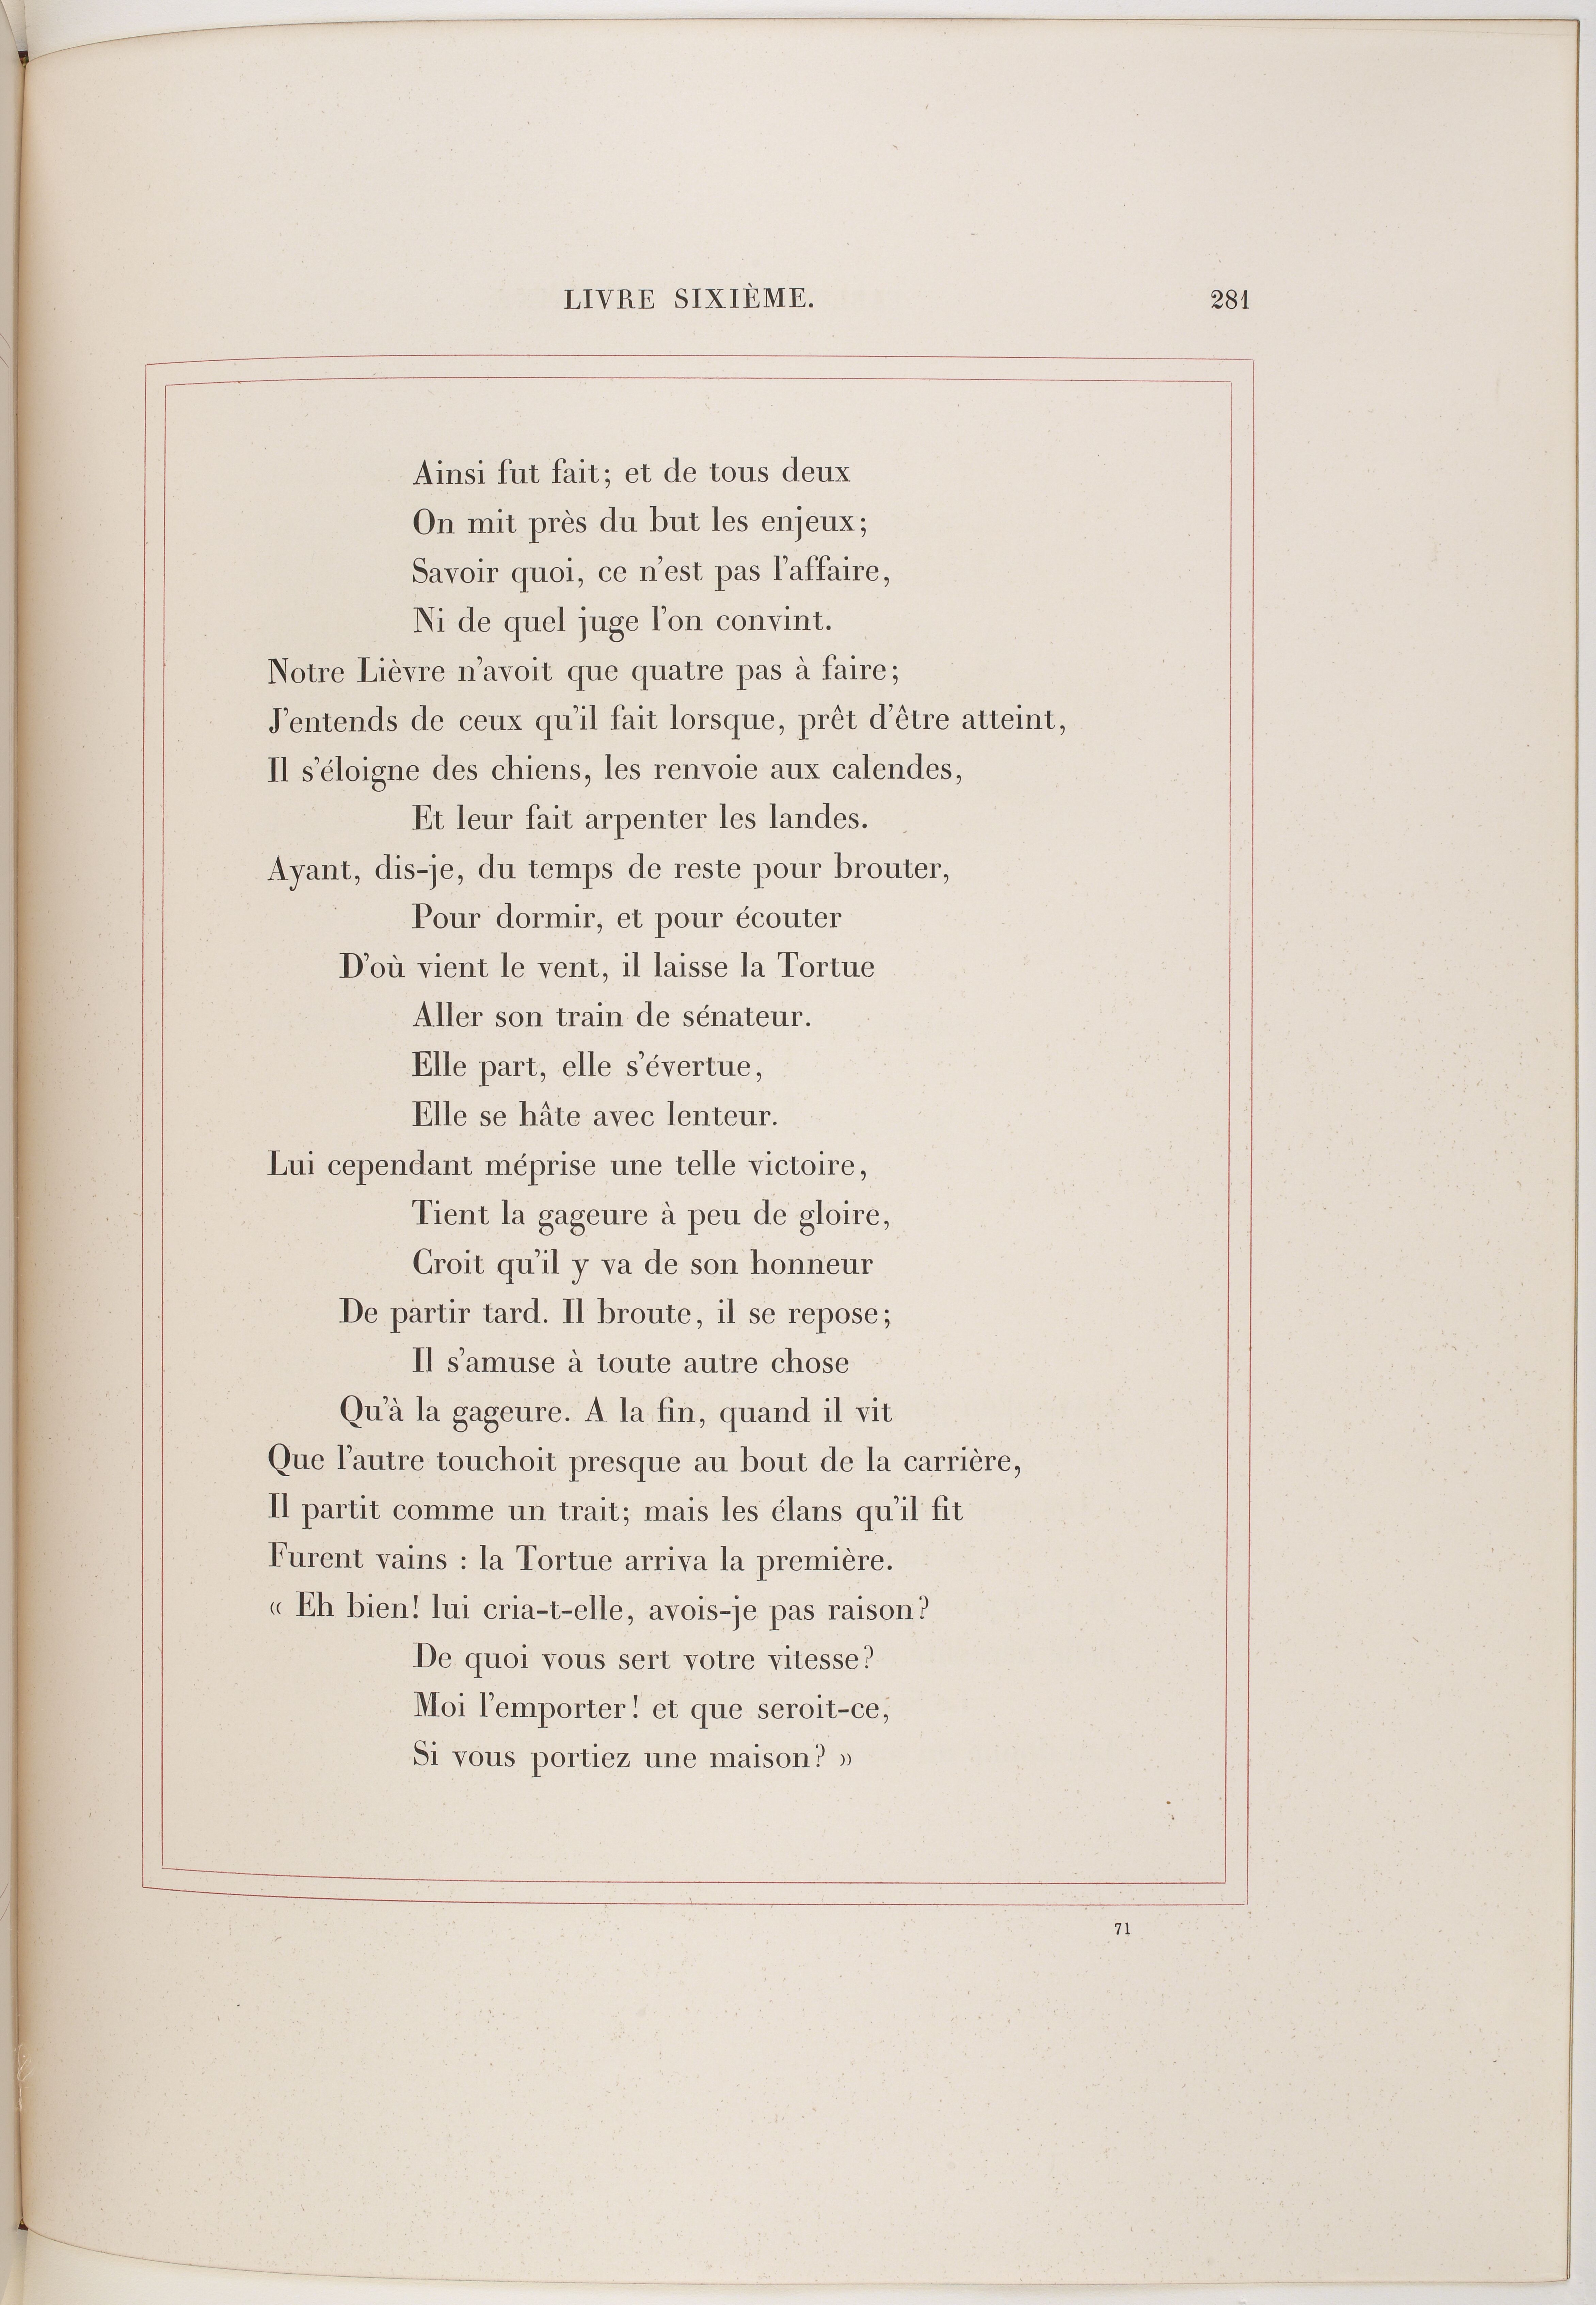 LIVRE SIXIÈME. 281
Ainsi fut fait; et de tous deux
On mit près du but les enjeux;
Savoir quoi, ce n'est pas l'affaire,
Ni de quel juge l'on convint.
Notre Lièvre n'avoit que quatre pas à faire;
J'entends de ceux qu'il fait lorsque, prêt d'être atteint,
Il s'éloigne des chiens, les renvoie aux calendes,
Et leur fait arpenter les landes.
Ayant, dis-je, du temps de reste pour brouter,
Pour dormir, et pour écouter
D'où vient le vent, il laisse la Tortue
Aller son train de sénateur.
Elle part, elle s'évertue,
Elle se hâte avec lenteur.
Lui cependant méprise une telle victoire,
Tient la gageure à peu de gloire,
Croit qu'il y va de son honneur
De partir tard. Il broute, il se repose;
Il s'amuse à toute autre chose
Qu'à la gageure. A la fin, quand il vit
Que l'autre touchoit presque au bout de la carrière,
Il partit comme un trait; mais les élans qu'il fit
Furent vains : la Tortue arriva la première.
« Eh bien! lui cria-t-elle, avois-je pas raison?
De quoi vous sert votre vitesse?
Moi l'emporter! et que seroit-ce,
Si vous portiez une maison? »
71